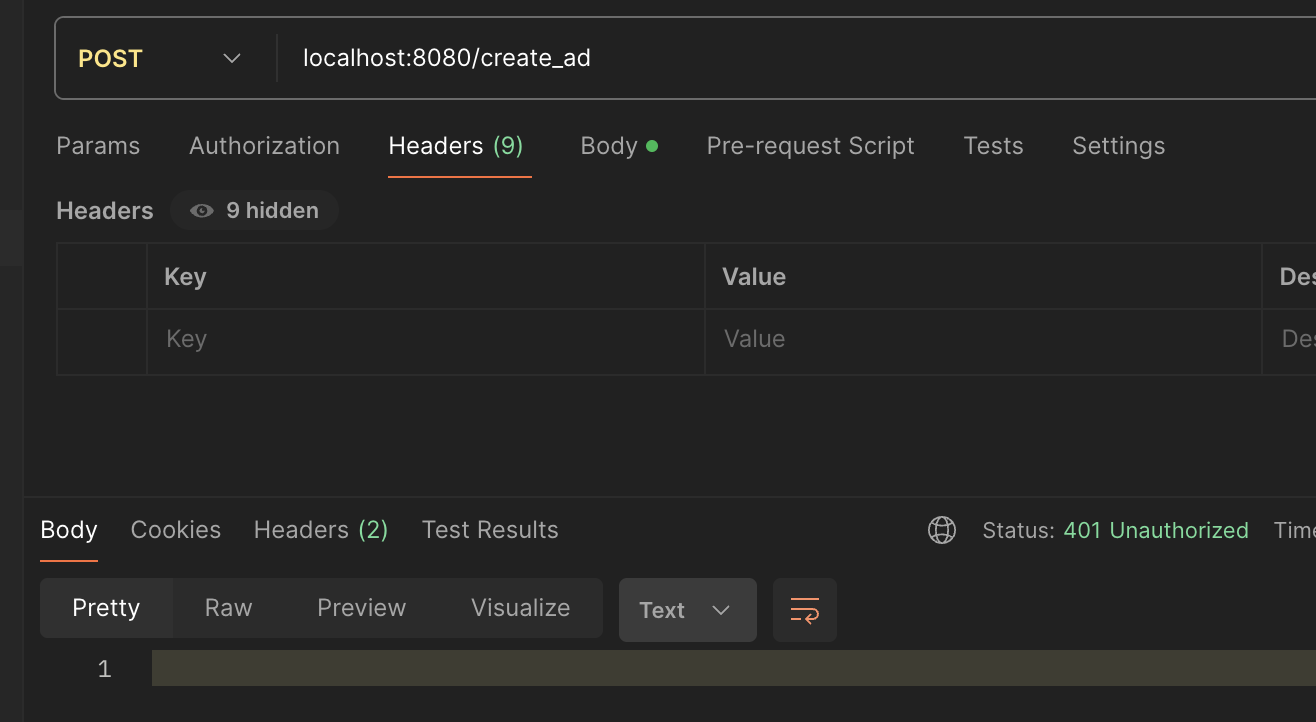 POST localhost:8080/create_ad
Params Authorization Headers (9) Body Pre-request Script Tests Settings
Headers 9 hidden
Key Value Des
Key Value Des
Body Cookies Headers (2) Test Results Status: 401 Unauthorized Time
Pretty Raw Preview Visualize Text
1